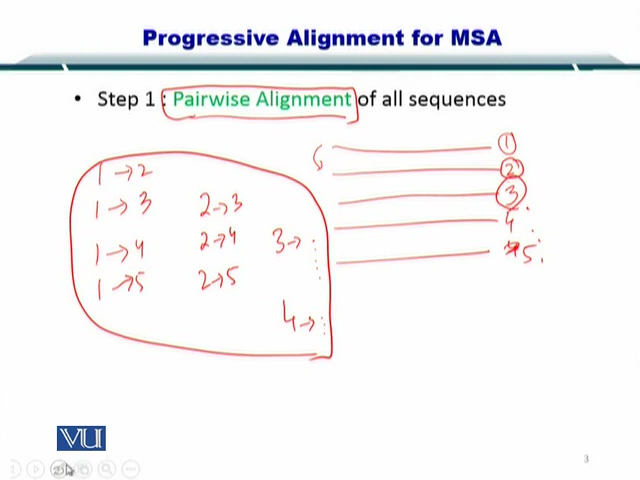 Progressive Alignment for MSA
• Step 1 : Pairwise Alignment of all sequences
1
1→2
2
1→3 2→3
3
1→4 2→4 3→
4
1→5 2→5
5
4→
VU
3